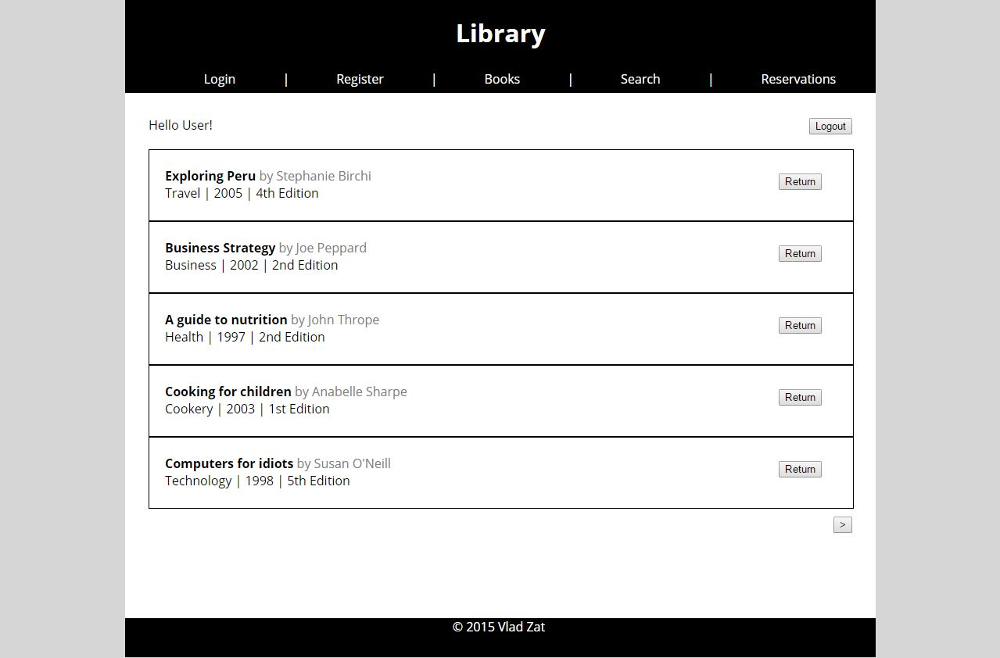 Library
Login | Register | Books | Search | Reservations
Hello User! Logout
Exploring Peru by Stephanie Birchi Return
Travel | 2005 | 4th Edition
Business Strategy by Joe Peppard Return
Business | 2002 | 2nd Edition
A guide to nutrition by John Thrope Return
Health | 1997 | 2nd Edition
Cooking for children by Anabelle Sharpe Return
Cookery | 2003 | 1st Edition
Computers for idiots by Susan O'Neill Return
Technology | 1998 | 5th Edition
>
© 2015 Vlad Zat